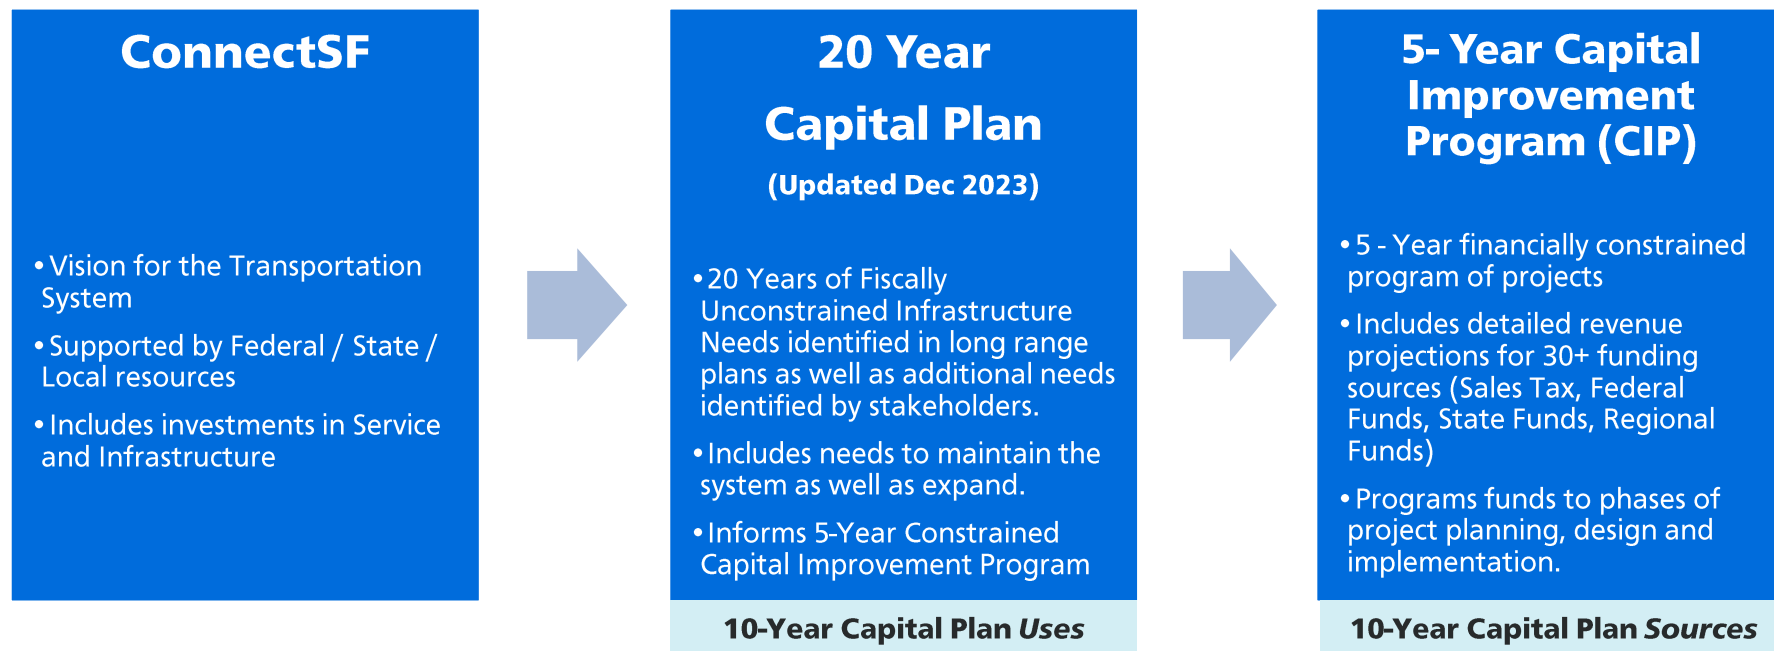 ConnectSF
• Vision for the Transportation
System
• Supported by Federal / State /
Local resources
• Includes investments in Service
and Infrastructure
20 Year
Capital Plan
(Updated Dec 2023)
• 20 Years of Fiscally
Unconstrained Infrastructure
Needs identified in long range
plans as well as additional needs
identified by stakeholders.
• Includes needs to maintain the
system as well as expand.
• Informs 5-Year Constrained
Capital Improvement Program
10-Year Capital Plan Uses
5- Year Capital
Improvement
Program (CIP)
• 5 - Year financially constrained
program of projects
• Includes detailed revenue
projections for 30+ funding
sources (Sales Tax, Federal
Funds, State Funds, Regional
Funds)
• Programs funds to phases of
project planning, design and
implementation.
10-Year Capital Plan Sources